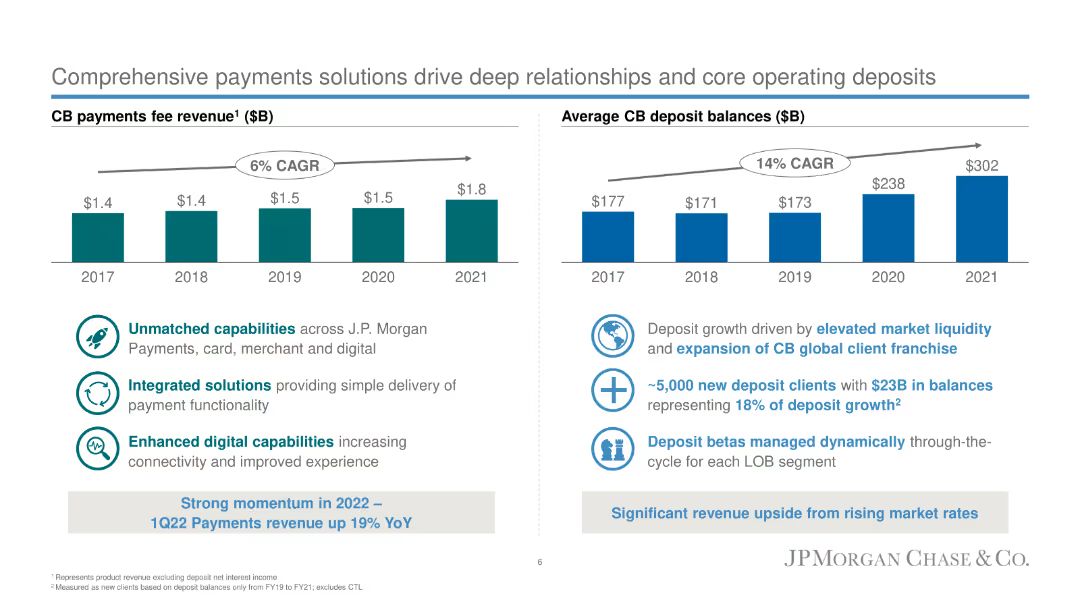 Comprehensive payments solutions drive deep relationships and core operating deposits
CB payments fee revenue¹ ($B)
6% CAGR
$1.4
$1.4
$1.5
$1.5
$1.8
2017
2018
2019
2020
2021
Unmatched capabilities across J.P. Morgan
Payments, card, merchant and digital
Integrated solutions providing simple delivery of
payment functionality
Enhanced digital capabilities increasing
connectivity and improved experience
Strong momentum in 2022 –
1Q22 Payments revenue up 19% YoY
Average CB deposit balances ($B)
14% CAGR
$177
$171
$173
$238
$302
2017
2018
2019
2020
2021
Deposit growth driven by elevated market liquidity
and expansion of CB global client franchise
~5,000 new deposit clients with $23B in balances
representing 18% of deposit growth²
Deposit betas managed dynamically through-the-
cycle for each LOB segment
Significant revenue upside from rising market rates
6
JPMORGAN CHASE & CO.
¹ Represents product revenue excluding deposit net interest income
² Measured as new clients based on deposit balances only from FY19 to FY21; excludes CTL